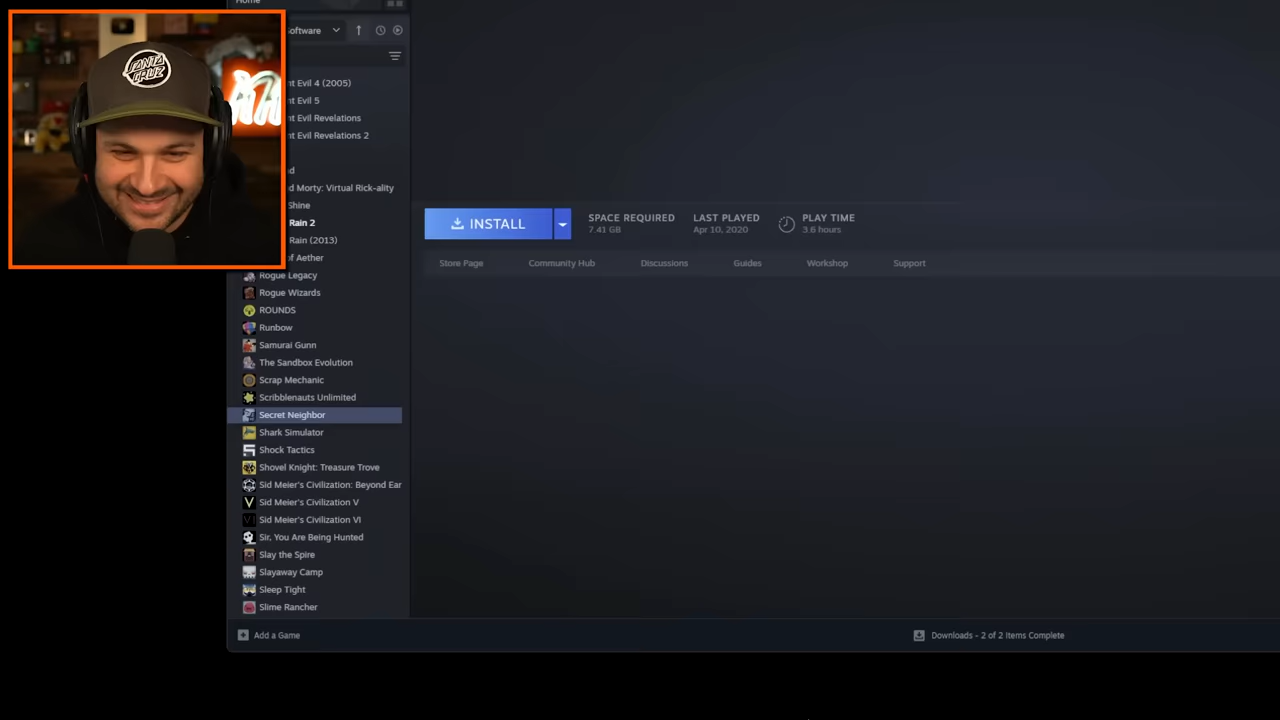 Home
Software
nt Evil 4 (2005)
nt Evil 5
nt Evil Revelations
nt Evil Revelations 2
d
d Morty: Virtual Rick-ality
Shine
Rain 2
Rain (2013)
of Aether
Rogue Legacy
Rogue Wizards
ROUNDS
Runbow
Samurai Gunn
The Sandbox Evolution
Scrap Mechanic
Scribblenauts Unlimited
Secret Neighbor
Shark Simulator
Shock Tactics
Shovel Knight: Treasure Trove
Sid Meier's Civilization: Beyond Ear
Sid Meier's Civilization V
Sid Meier's Civilization VI
Sir, You Are Being Hunted
Slay the Spire
Slayaway Camp
Sleep Tight
Slime Rancher
Add a Game
INSTALL
SPACE REQUIRED
7.41 GB
LAST PLAYED
Apr 10, 2020
PLAY TIME
3.6 hours
Store Page Community Hub Discussions Guides Workshop Support
Downloads - 2 of 2 Items Complete
SANTA CRUZ